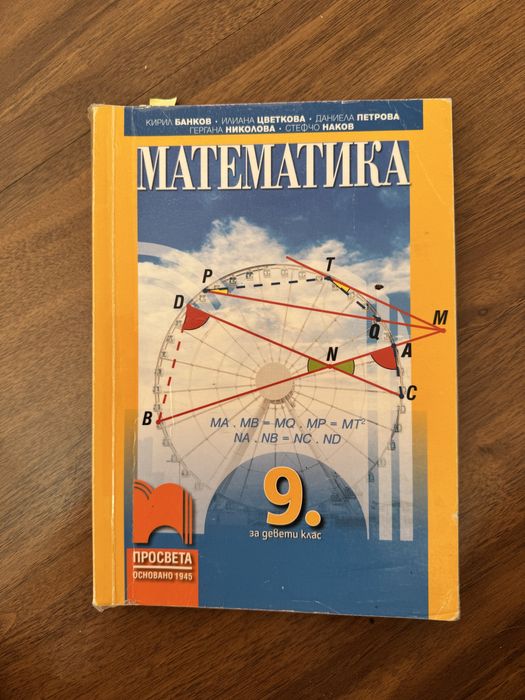 КИРИЛ БАНКОВ • ИЛИАНА ЦВЕТКОВА • ДАНИЕЛА ПЕТРОВА
ГЕРГАНА НИКОЛОВА • СТЕФЧО НАКОВ
МАТЕМАТИКА
T
P
D
M
Q
A
N
C
B
MA . MB = MQ . MP = MT²
NA . NB = NC . ND
9.
за девети клас
ПРОСВЕТА
ОСНОВАНО 1945